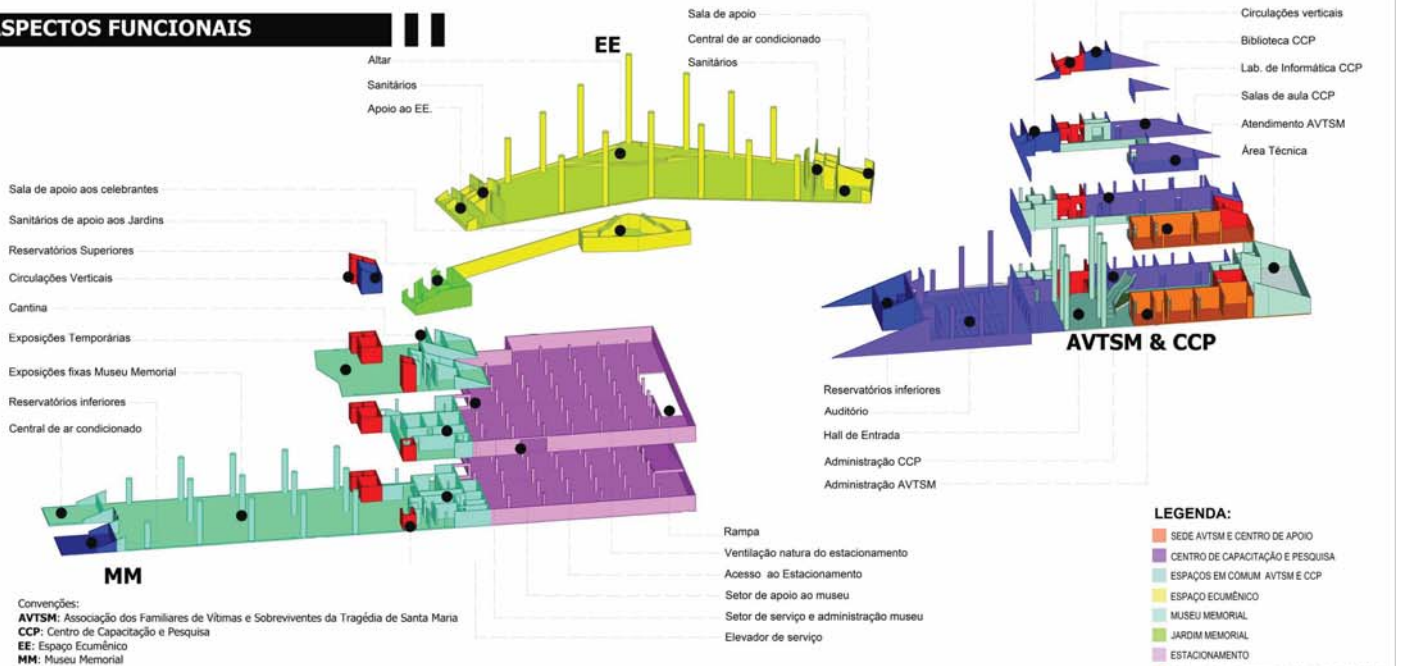 ASPECTOS FUNCIONAIS
EE
Altar
Sanitários
Apoio ao EE.
Sala de apoio
Central de ar condicionado
Sanitários
Circulações verticais
Biblioteca CCP
Lab. de Informática CCP
Salas de aula CCP
Atendimento AVTSM
Área Técnica
Sala de apoio aos celebrantes
Sanitários de apoio aos Jardins
Reservatórios Superiores
Circulações Verticais
Cantina
Exposições Temporárias
Exposições fixas Museu Memorial
Reservatórios inferiores
Central de ar condicionado
MM
AVTSM & CCP
Reservatórios inferiores
Auditório
Hall de Entrada
Administração CCP
Administração AVTSM
Rampa
Ventilação natura do estacionamento
Acesso ao Estacionamento
Setor de apoio ao museu
Setor de serviço e administração museu
Elevador de serviço
Convenções:
AVTSM: Associação dos Familiares de Vítimas e Sobreviventes da Tragédia de Santa Maria
CCP: Centro de Capacitação e Pesquisa
EE: Espaço Ecumênico
MM: Museu Memorial
LEGENDA:
SEDE AVTSM E CENTRO DE APOIO
CENTRO DE CAPACITAÇÃO E PESQUISA
ESPAÇOS EM COMUM AVTSM E CCP
ESPAÇO ECUMÊNICO
MUSEU MEMORIAL
JARDIM MEMORIAL
ESTACIONAMENTO